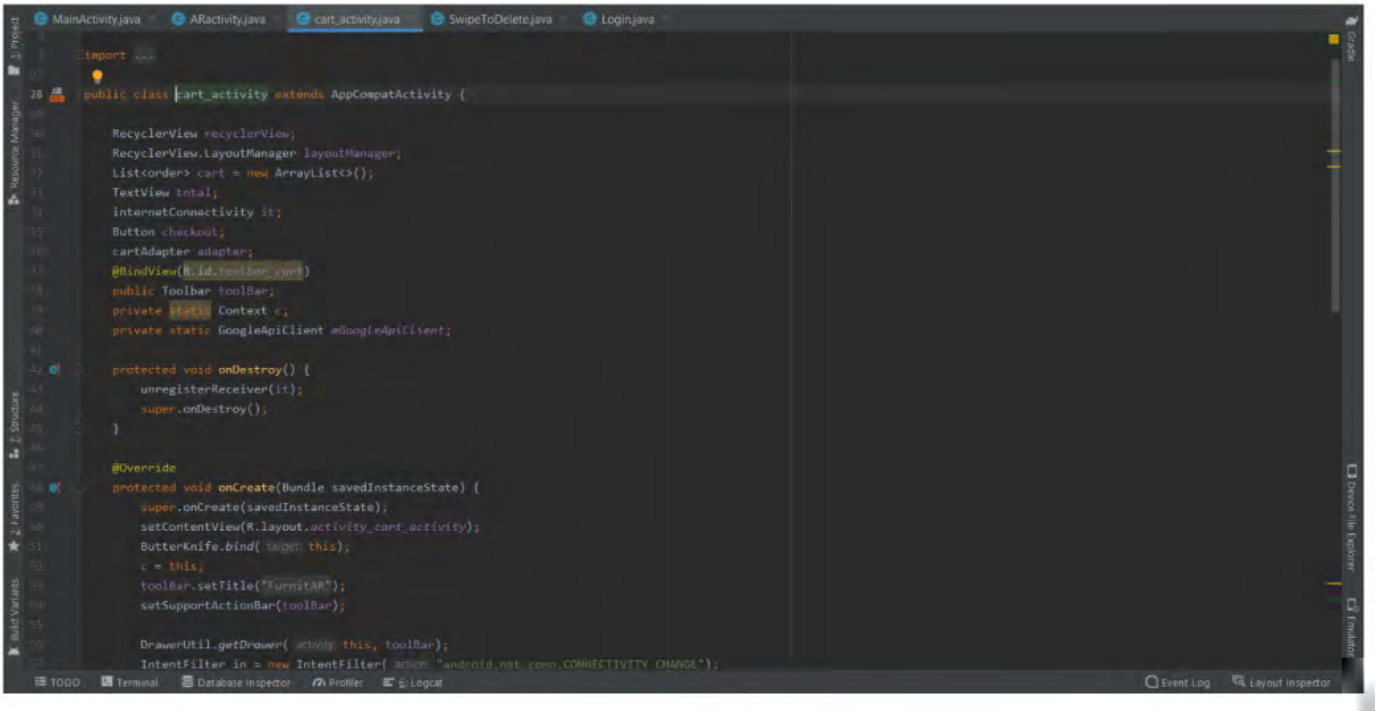 MainActivity.java ARactivity.java cart_activity.java SwipeToDelete.java Login.java
1: Project
Resource Manager
Z: Structure
2: Favorites
Build Variants
Gradle
Device File Explorer
Emulator
import ...
28 public class cart_activity extends AppCompatActivity {
RecyclerView recyclerView;
RecyclerView.LayoutManager layoutManager;
List<order> cart = new ArrayList<>();
TextView total;
internetConnectivity it;
Button checkout;
cartAdapter adapter;
@BindView(R.id.toolbar_cart)
public Toolbar toolBar;
private static Context c;
private static GoogleApiClient mGoogleApiClient;
protected void onDestroy() {
unregisterReceiver(it);
super.onDestroy();
}
@Override
protected void onCreate(Bundle savedInstanceState) {
super.onCreate(savedInstanceState);
setContentView(R.layout.activity_cart_activity);
ButterKnife.bind( target: this);
c = this;
toolBar.setTitle("FurnitAR");
setSupportActionBar(toolBar);
DrawerUtil.getDrawer( activity: this, toolBar);
IntentFilter in = new IntentFilter( action: "android.net.conn.CONNECTIVITY_CHANGE");
TODO Terminal Database Inspector Profiler 6: Logcat Event Log Layout Inspector